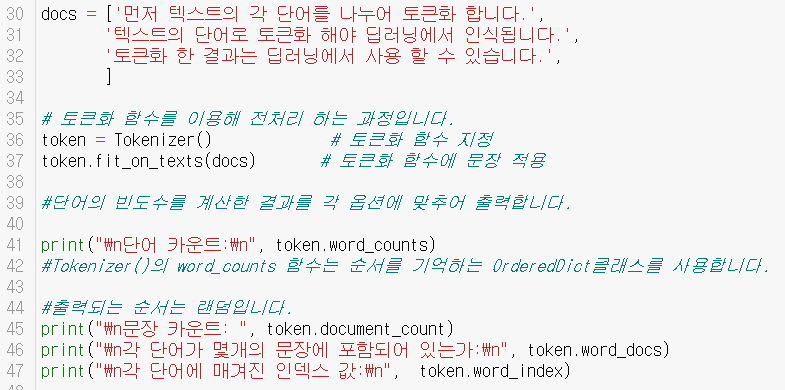 30 docs = ['먼저 텍스트의 각 단어를 나누어 토큰화 합니다.',
31 '텍스트의 단어로 토큰화 해야 딥러닝에서 인식됩니다.',
32 '토큰화 한 결과는 딥러닝에서 사용 할 수 있습니다.',
33 ]
34
35 # 토큰화 함수를 이용해 전처리 하는 과정입니다.
36 token = Tokenizer() # 토큰화 함수 지정
37 token.fit_on_texts(docs) # 토큰화 함수에 문장 적용
38
39 #단어의 빈도수를 계산한 결과를 각 옵션에 맞추어 출력합니다.
40
41 print("₩n단어 카운트:₩n", token.word_counts)
42 #Tokenizer()의 word_counts 함수는 순서를 기억하는 OrderedDict클래스를 사용합니다.
43
44 #출력되는 순서는 랜덤입니다.
45 print("₩n문장 카운트: ", token.document_count)
46 print("₩n각 단어가 몇개의 문장에 포함되어 있는가:₩n", token.word_docs)
47 print("₩n각 단어에 매겨진 인덱스 값:₩n", token.word_index)